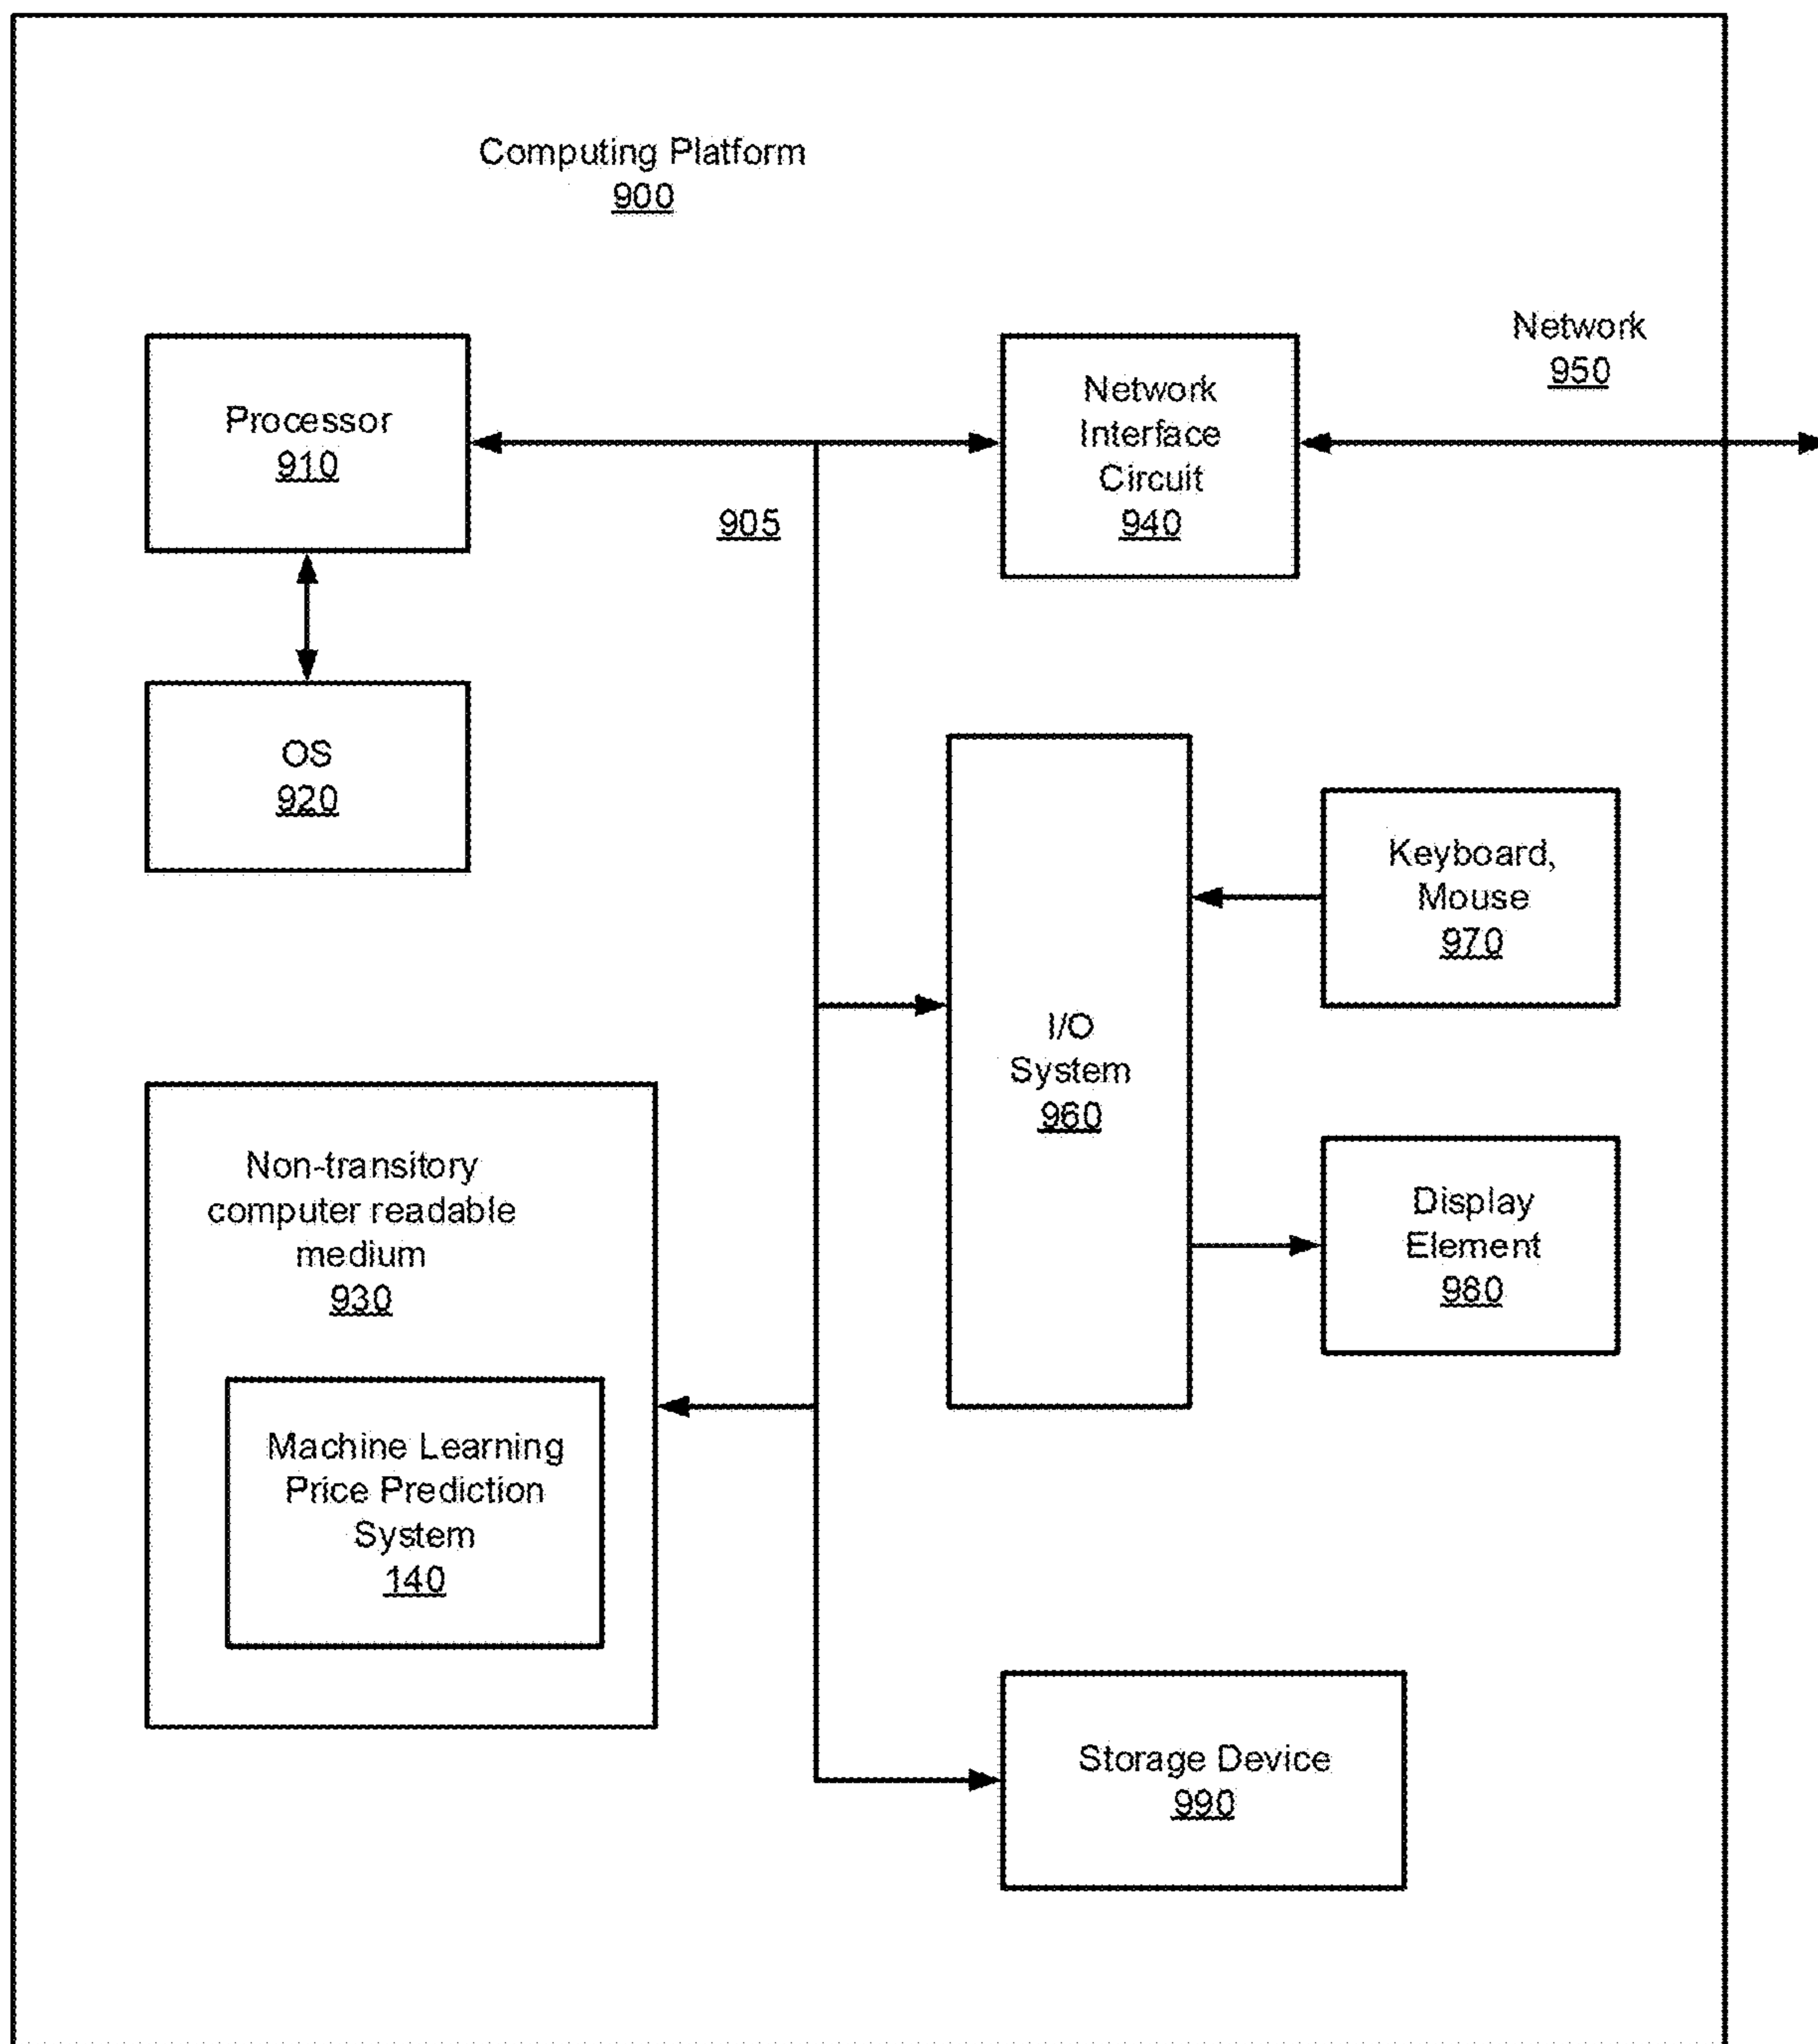 Computing Platform
900
Processor
910
Network
Interface
Circuit
940
Network
950
905
OS
920
I/O
System
960
Keyboard,
Mouse
970
Display
Element
980
Non-transitory
computer readable
medium
930
Machine Learning
Price Prediction
System
140
Storage Device
990